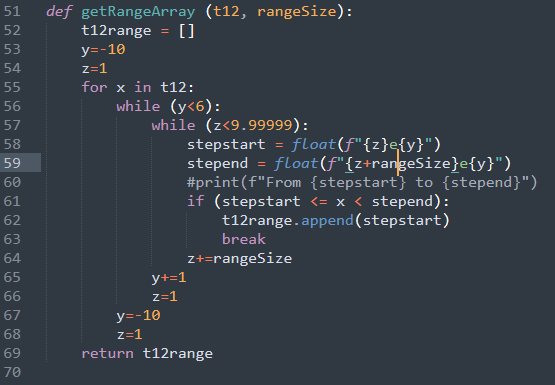 51 def getRangeArray (t12, rangeSize):
52     t12range = []
53     y=-10
54     z=1
55     for x in t12:
56         while (y<6):
57             while (z<9.99999):
58                 stepstart = float(f"{z}e{y}")
59                 stepend = float(f"{z+rangeSize}e{y}")
60                 #print(f"From {stepstart} to {stepend}")
61                 if (stepstart <= x < stepend):
62                     t12range.append(stepstart)
63                     break
64                 z+=rangeSize
65             y+=1
66             z=1
67         y=-10
68         z=1
69     return t12range
70